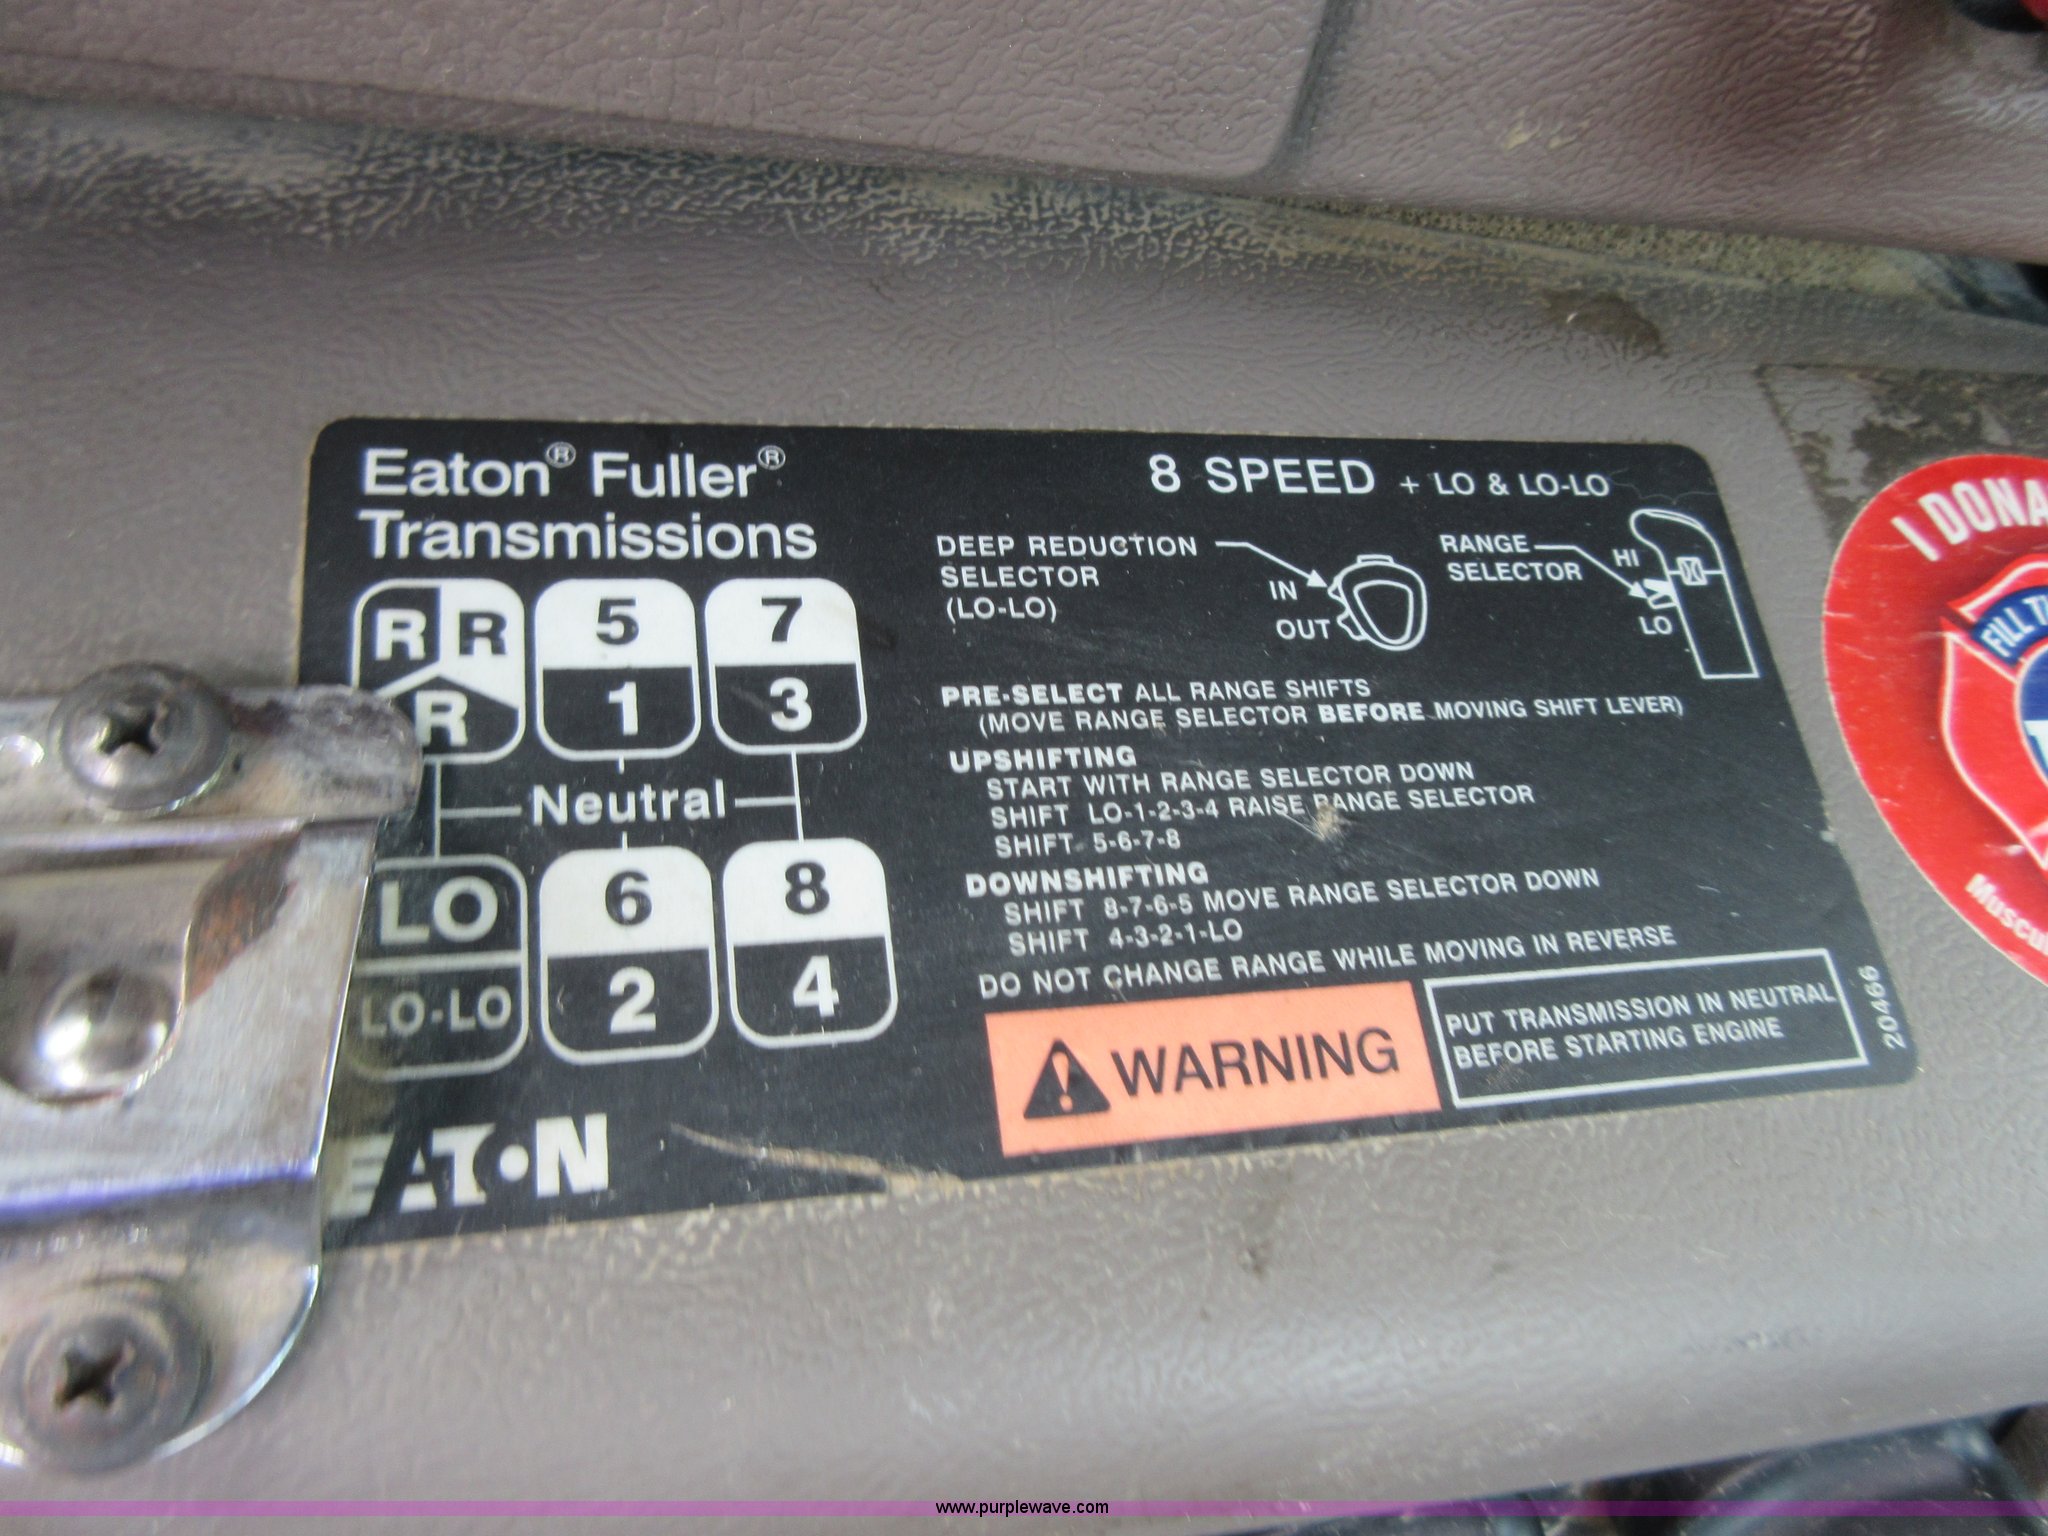 Eaton® Fuller®
Transmissions
8 SPEED + LO & LO-LO
DEEP REDUCTION
SELECTOR
(LO-LO)
IN
OUT
RANGE
SELECTOR
HI
LO
R R
R
5
1
7
3
Neutral
LO
LO-LO
6
2
8
4
PRE-SELECT ALL RANGE SHIFTS
(MOVE RANGE SELECTOR BEFORE MOVING SHIFT LEVER)
UPSHIFTING
START WITH RANGE SELECTOR DOWN
SHIFT LO-1-2-3-4 RAISE RANGE SELECTOR
SHIFT 5-6-7-8
DOWNSHIFTING
SHIFT 8-7-6-5 MOVE RANGE SELECTOR DOWN
SHIFT 4-3-2-1-LO
DO NOT CHANGE RANGE WHILE MOVING IN REVERSE
WARNING
PUT TRANSMISSION IN NEUTRAL
BEFORE STARTING ENGINE
20466
EATON
I DONA
FILL T
Muscu
www.purplewave.com